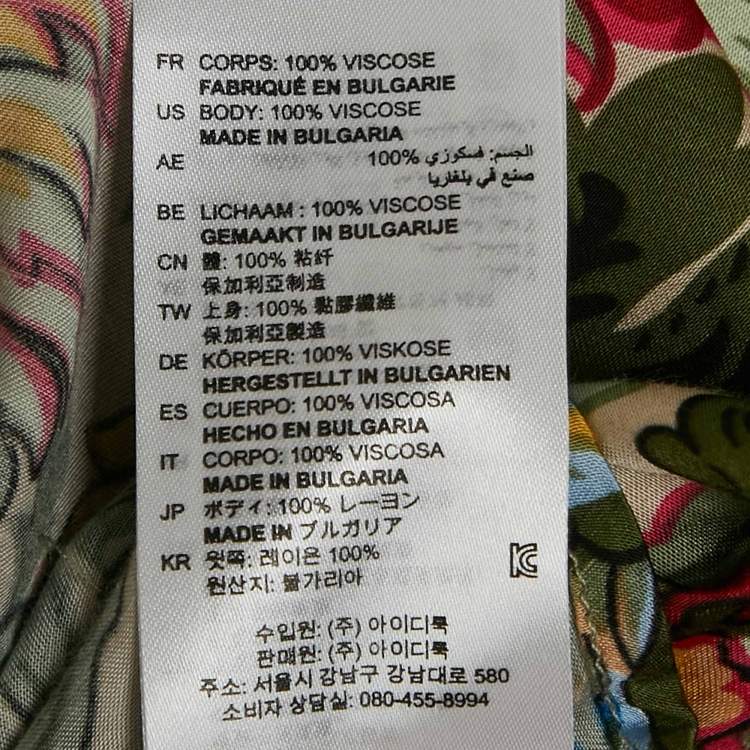 FR CORPS: 100% VISCOSE
FABRIQUÉ EN BULGARIE
US BODY: 100% VISCOSE
MADE IN BULGARIA
AE الجسم: فسكوزي %100
صنع في بلغاريا
BE LICHAAM : 100% VISCOSE
GEMAAKT IN BULGARIJE
CN 體: 100% 粘纤
保加利亞制造
TW 上身: 100% 黏膠纖維
保加利亞製造
DE KÖRPER: 100% VISKOSE
HERGESTELLT IN BULGARIEN
ES CUERPO: 100% VISCOSA
HECHO EN BULGARIA
IT CORPO: 100% VISCOSA
MADE IN BULGARIA
JP ボディ: 100% レーヨン
MADE IN ブルガリア
KR 윗쪽: 레이온 100%
원산지: 불가리아
수입원: (주) 아이디룩
판매원: (주) 아이디룩
주소: 서울시 강남구 강남대로 580
소비자 상담실: 080-455-8994